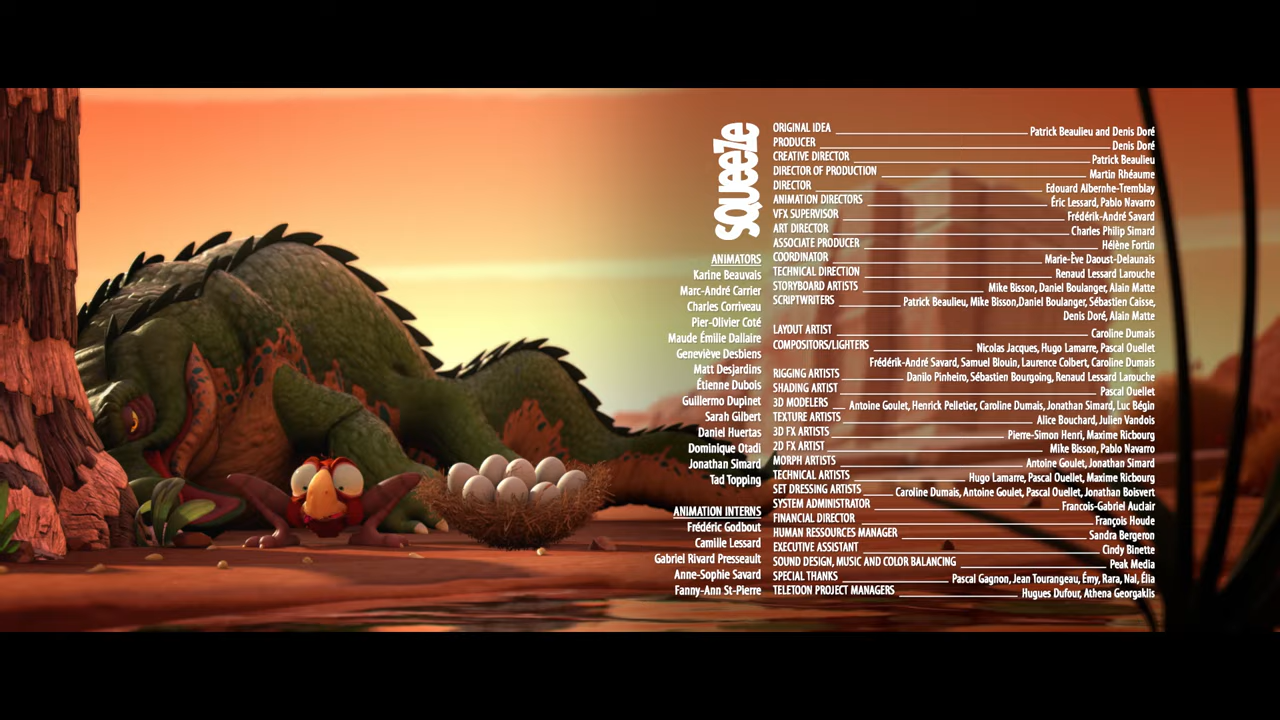 squeeze
ANIMATORS
Karine Beauvais
Marc-André Carrier
Charles Corriveau
Pier-Olivier Coté
Maude Émilie Dallaire
Geneviève Desbiens
Matt Desjardins
Étienne Dubois
Guillermo Dupinet
Sarah Gilbert
Daniel Huertas
Dominique Otadi
Jonathan Simard
Tad Topping
ANIMATION INTERNS
Frédéric Godbout
Camille Lessard
Gabriel Rivard Presseault
Anne-Sophie Savard
Fanny-Ann St-Pierre
ORIGINAL IDEA Patrick Beaulieu and Denis Doré
PRODUCER Denis Doré
CREATIVE DIRECTOR Patrick Beaulieu
DIRECTOR OF PRODUCTION Martin Rhéaume
DIRECTOR Edouard Albernhe-Tremblay
ANIMATION DIRECTORS Éric Lessard, Pablo Navarro
VFX SUPERVISOR Frédérik-André Savard
ART DIRECTOR Charles Philip Simard
ASSOCIATE PRODUCER Hélène Fortin
COORDINATOR Marie-Ève Daoust-Delaunais
TECHNICAL DIRECTION Renaud Lessard Larouche
STORYBOARD ARTISTS Mike Bisson, Daniel Boulanger, Alain Matte
SCRIPTWRITERS Patrick Beaulieu, Mike Bisson,Daniel Boulanger, Sébastien Caisse,
Denis Doré, Alain Matte
LAYOUT ARTIST Caroline Dumais
COMPOSITORS/LIGHTERS Nicolas Jacques, Hugo Lamarre, Pascal Ouellet
Frédérik-André Savard, Samuel Blouin, Laurence Colbert, Caroline Dumais
RIGGING ARTISTS Danilo Pinheiro, Sébastien Bourgoing, Renaud Lessard Larouche
SHADING ARTIST Pascal Ouellet
3D MODELERS Antoine Goulet, Henrick Pelletier, Caroline Dumais, Jonathan Simard, Luc Bégin
TEXTURE ARTISTS Alice Bouchard, Julien Vandois
3D FX ARTISTS Pierre-Simon Henri, Maxime Ricbourg
2D FX ARTIST Mike Bisson, Pablo Navarro
MORPH ARTISTS Antoine Goulet, Jonathan Simard
TECHNICAL ARTISTS Hugo Lamarre, Pascal Ouellet, Maxime Ricbourg
SET DRESSING ARTISTS Caroline Dumais, Antoine Goulet, Pascal Ouellet, Jonathan Boisvert
SYSTEM ADMINISTRATOR Francois-Gabriel Auclair
FINANCIAL DIRECTOR François Houde
HUMAN RESSOURCES MANAGER Sandra Bergeron
EXECUTIVE ASSISTANT Cindy Binette
SOUND DESIGN, MUSIC AND COLOR BALANCING Peak Media
SPECIAL THANKS Pascal Gagnon, Jean Tourangeau, Émy, Rara, Nal, Élia
TELETOON PROJECT MANAGERS Hugues Dufour, Athena Georgaklis